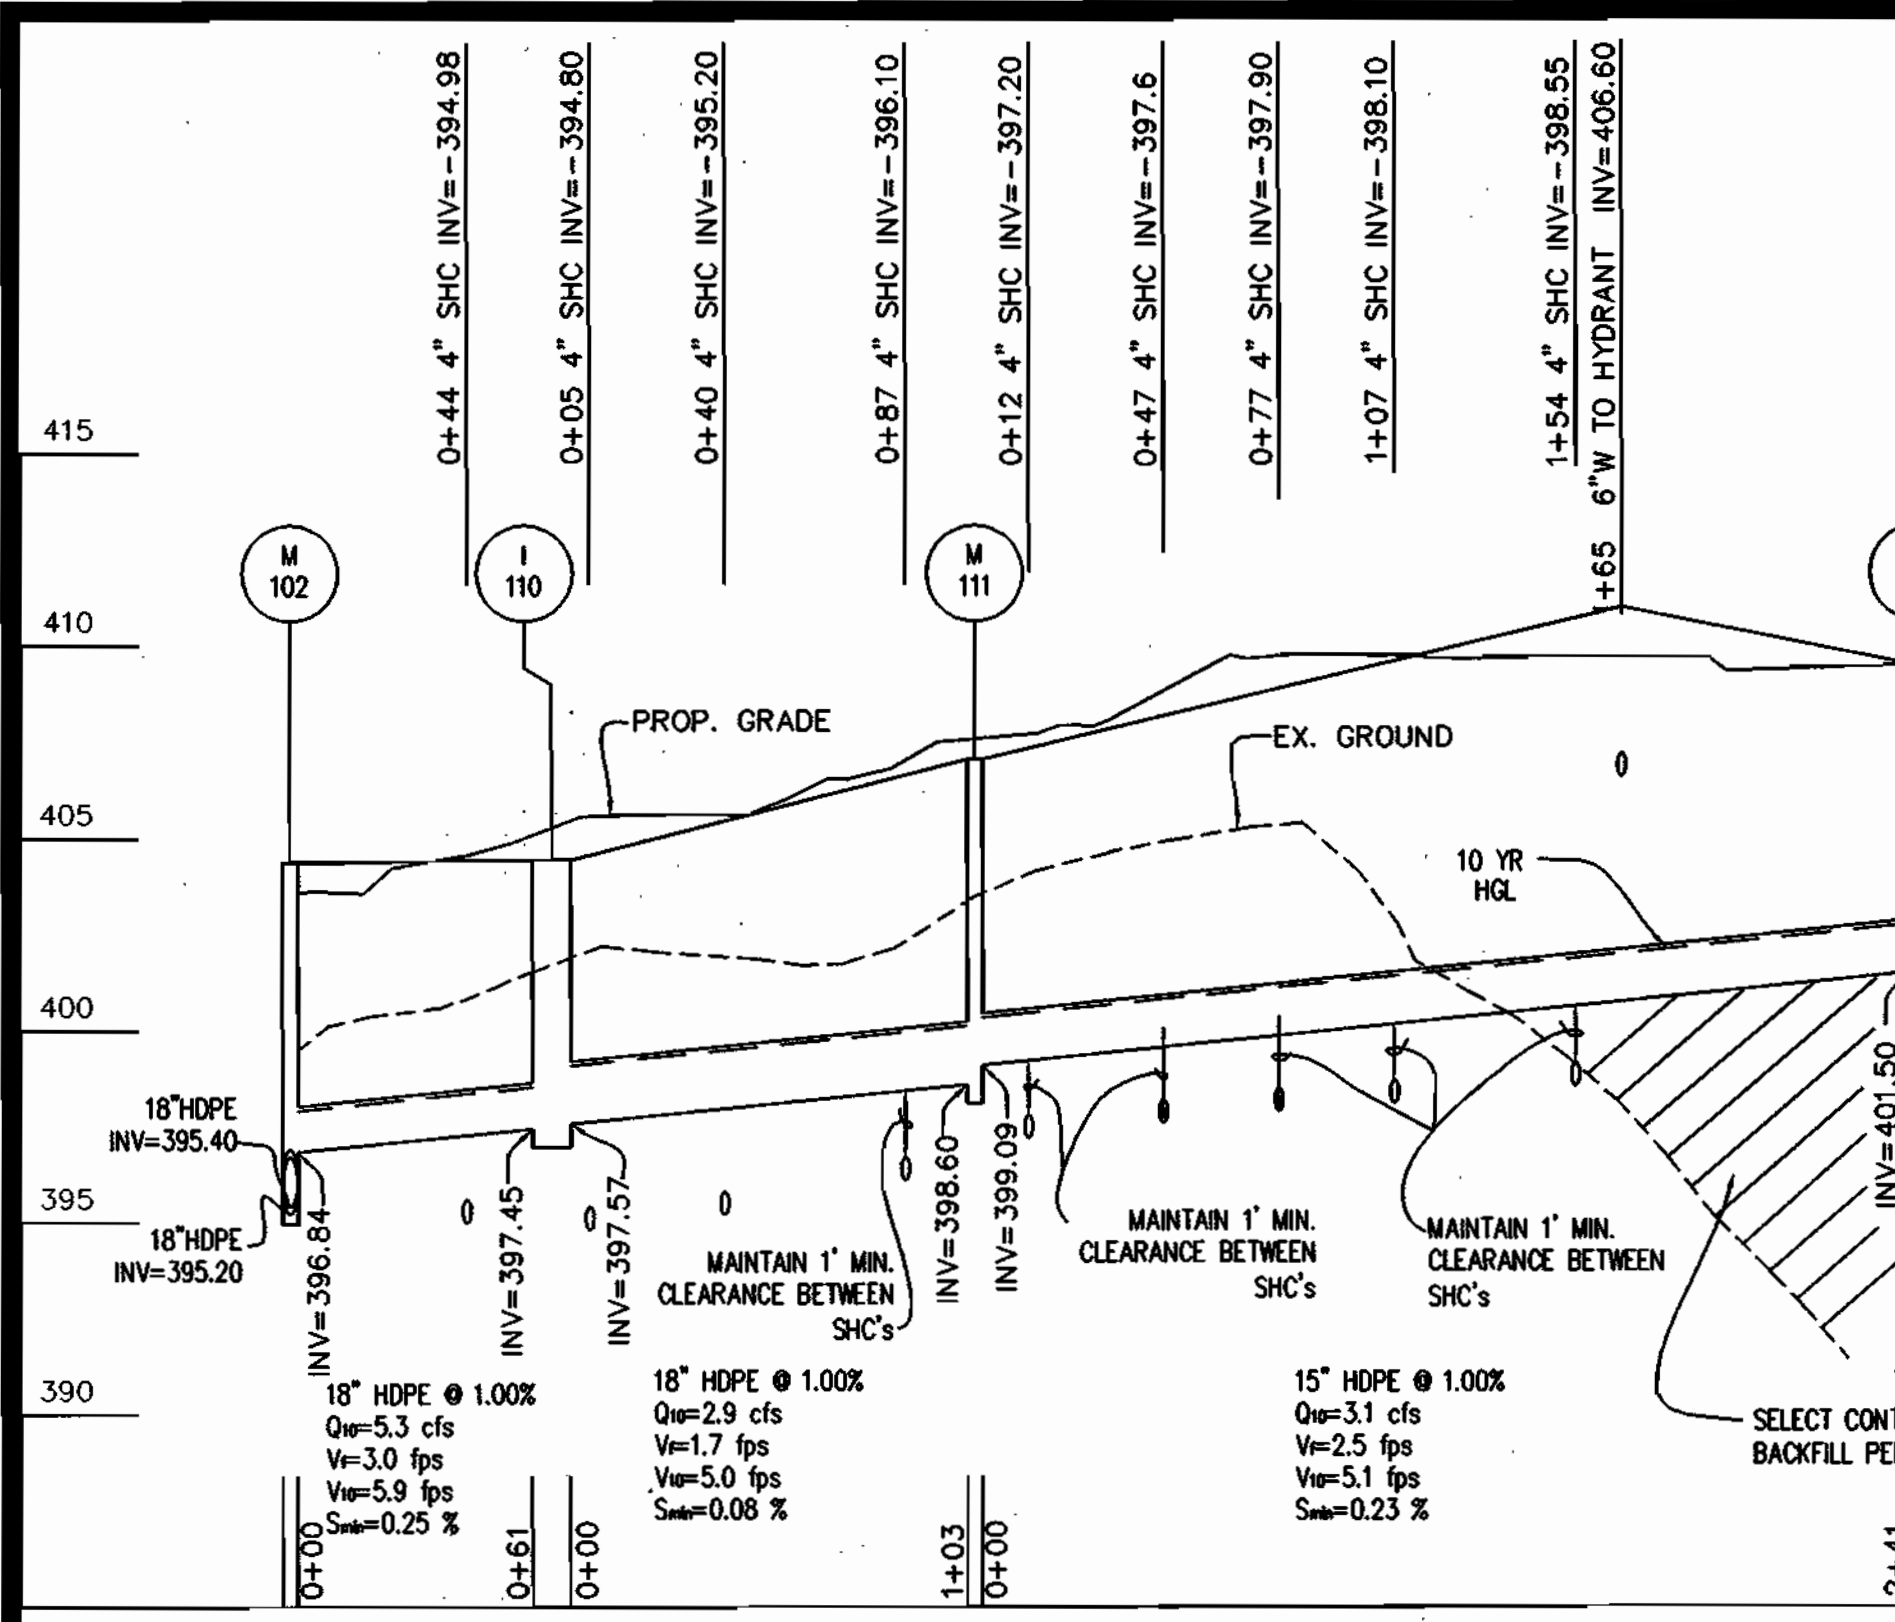 0+44 4" SHC INV=-394.98
0+05 4" SHC INV=-394.80
0+40 4" SHC INV=-395.20
0+87 4" SHC INV=-396.10
0+12 4" SHC INV=-397.20
0+47 4" SHC INV=-397.6
0+77 4" SHC INV=-397.90
1+07 4" SHC INV=-398.10
1+54 4" SHC INV=-398.55
1+65 6"W TO HYDRANT INV=406.60
415
410
405
400
395
390
M
102
I
110
M
111
PROP. GRADE
EX. GROUND
10 YR
HGL
18"HDPE
INV=395.40
18"HDPE
INV=395.20
INV=396.84
INV=397.45
INV=397.57
INV=398.60
INV=399.09
INV=401.50
MAINTAIN 1' MIN.
CLEARANCE BETWEEN
SHC's
MAINTAIN 1' MIN.
CLEARANCE BETWEEN
SHC's
MAINTAIN 1' MIN.
CLEARANCE BETWEEN
SHC's
18" HDPE @ 1.00%
Q10=5.3 cfs
Vf=3.0 fps
V10=5.9 fps
Smin=0.25 %
18" HDPE @ 1.00%
Q10=2.9 cfs
Vf=1.7 fps
V10=5.0 fps
Smin=0.08 %
15" HDPE @ 1.00%
Q10=3.1 cfs
Vf=2.5 fps
V10=5.1 fps
Smin=0.23 %
SELECT CONT
BACKFILL PE
0+00
0+61
0+00
1+03
0+00